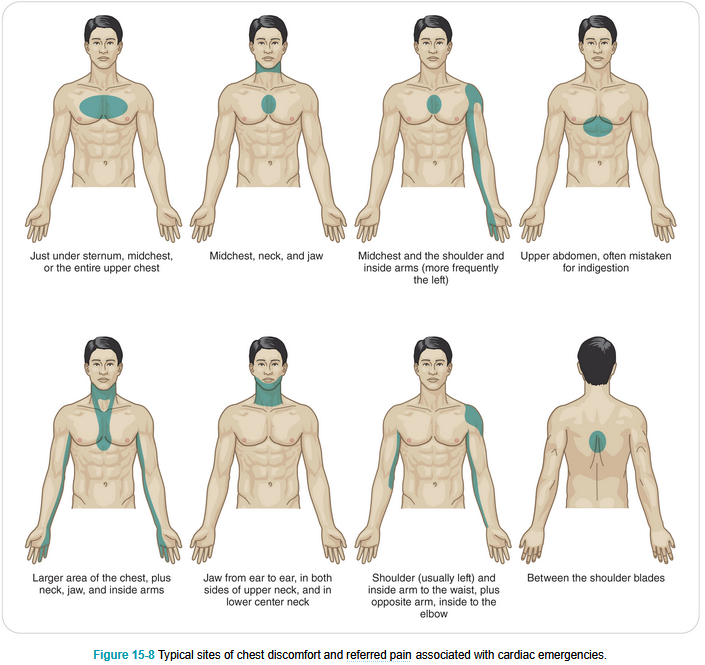 Just under sternum, midchest,
or the entire upper chest
Midchest, neck, and jaw
Midchest and the shoulder and
inside arms (more frequently
the left)
Upper abdomen, often mistaken
for indigestion
Larger area of the chest, plus
neck, jaw, and inside arms
Jaw from ear to ear, in both
sides of upper neck, and in
lower center neck
Shoulder (usually left) and
inside arm to the waist, plus
opposite arm, inside to the
elbow
Between the shoulder blades
Figure 15-8 Typical sites of chest discomfort and referred pain associated with cardiac emergencies.